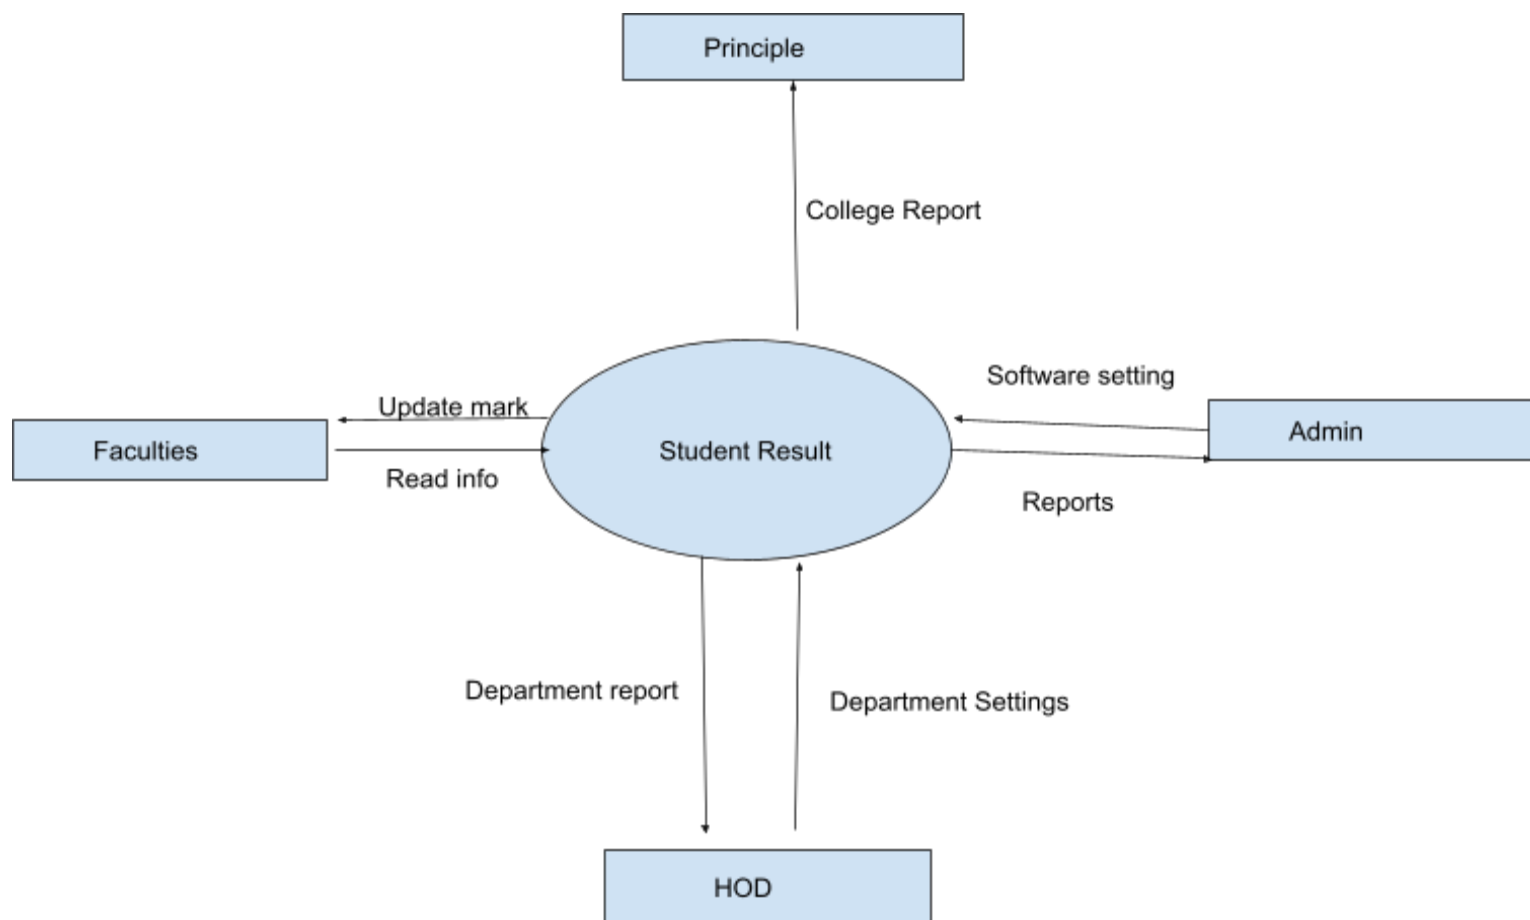 Principle
College Report
Software setting
Update mark
Admin
Faculties
Student Result
Read info
Reports
Department report
Department Settings
HOD